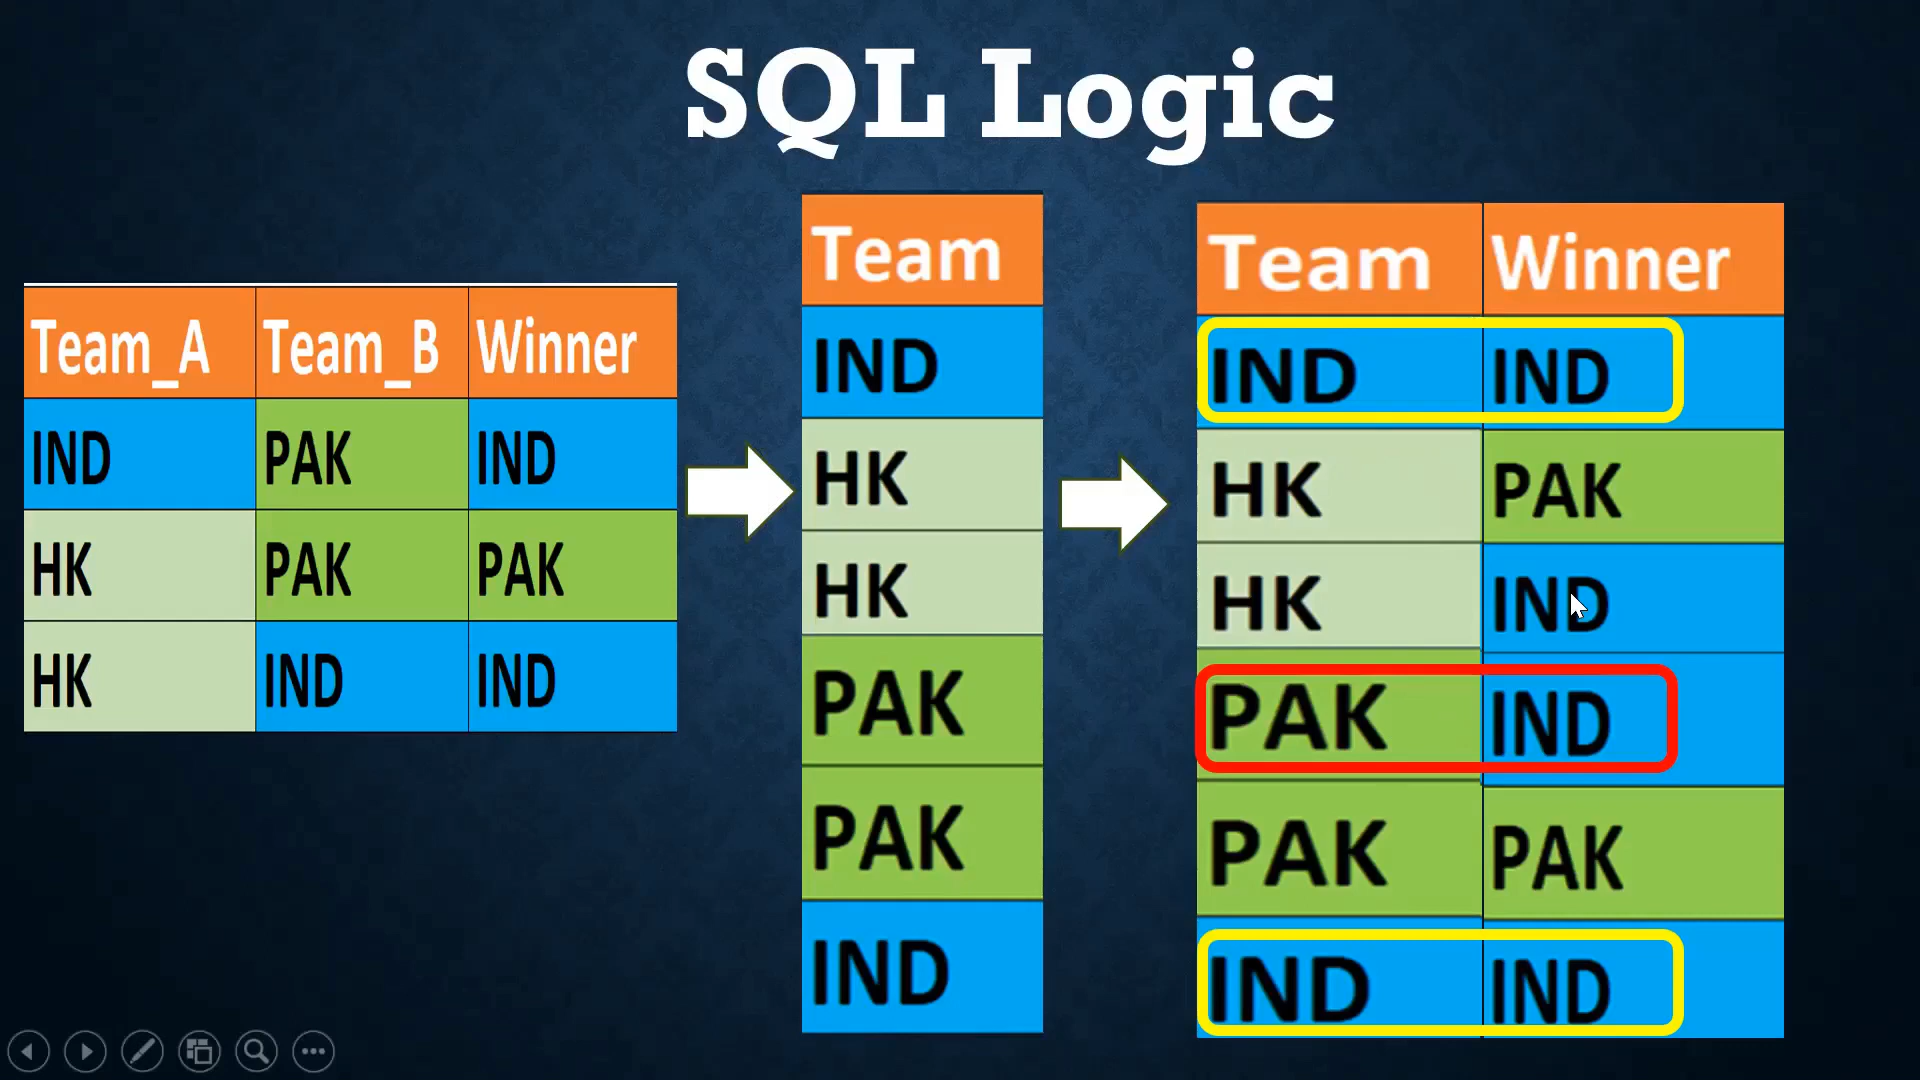 SQL Logic
Team_A Team_B Winner
IND PAK IND
HK PAK PAK
HK IND IND
Team
IND
HK
HK
PAK
PAK
IND
Team Winner
IND IND
HK PAK
HK IND
PAK IND
PAK PAK
IND IND